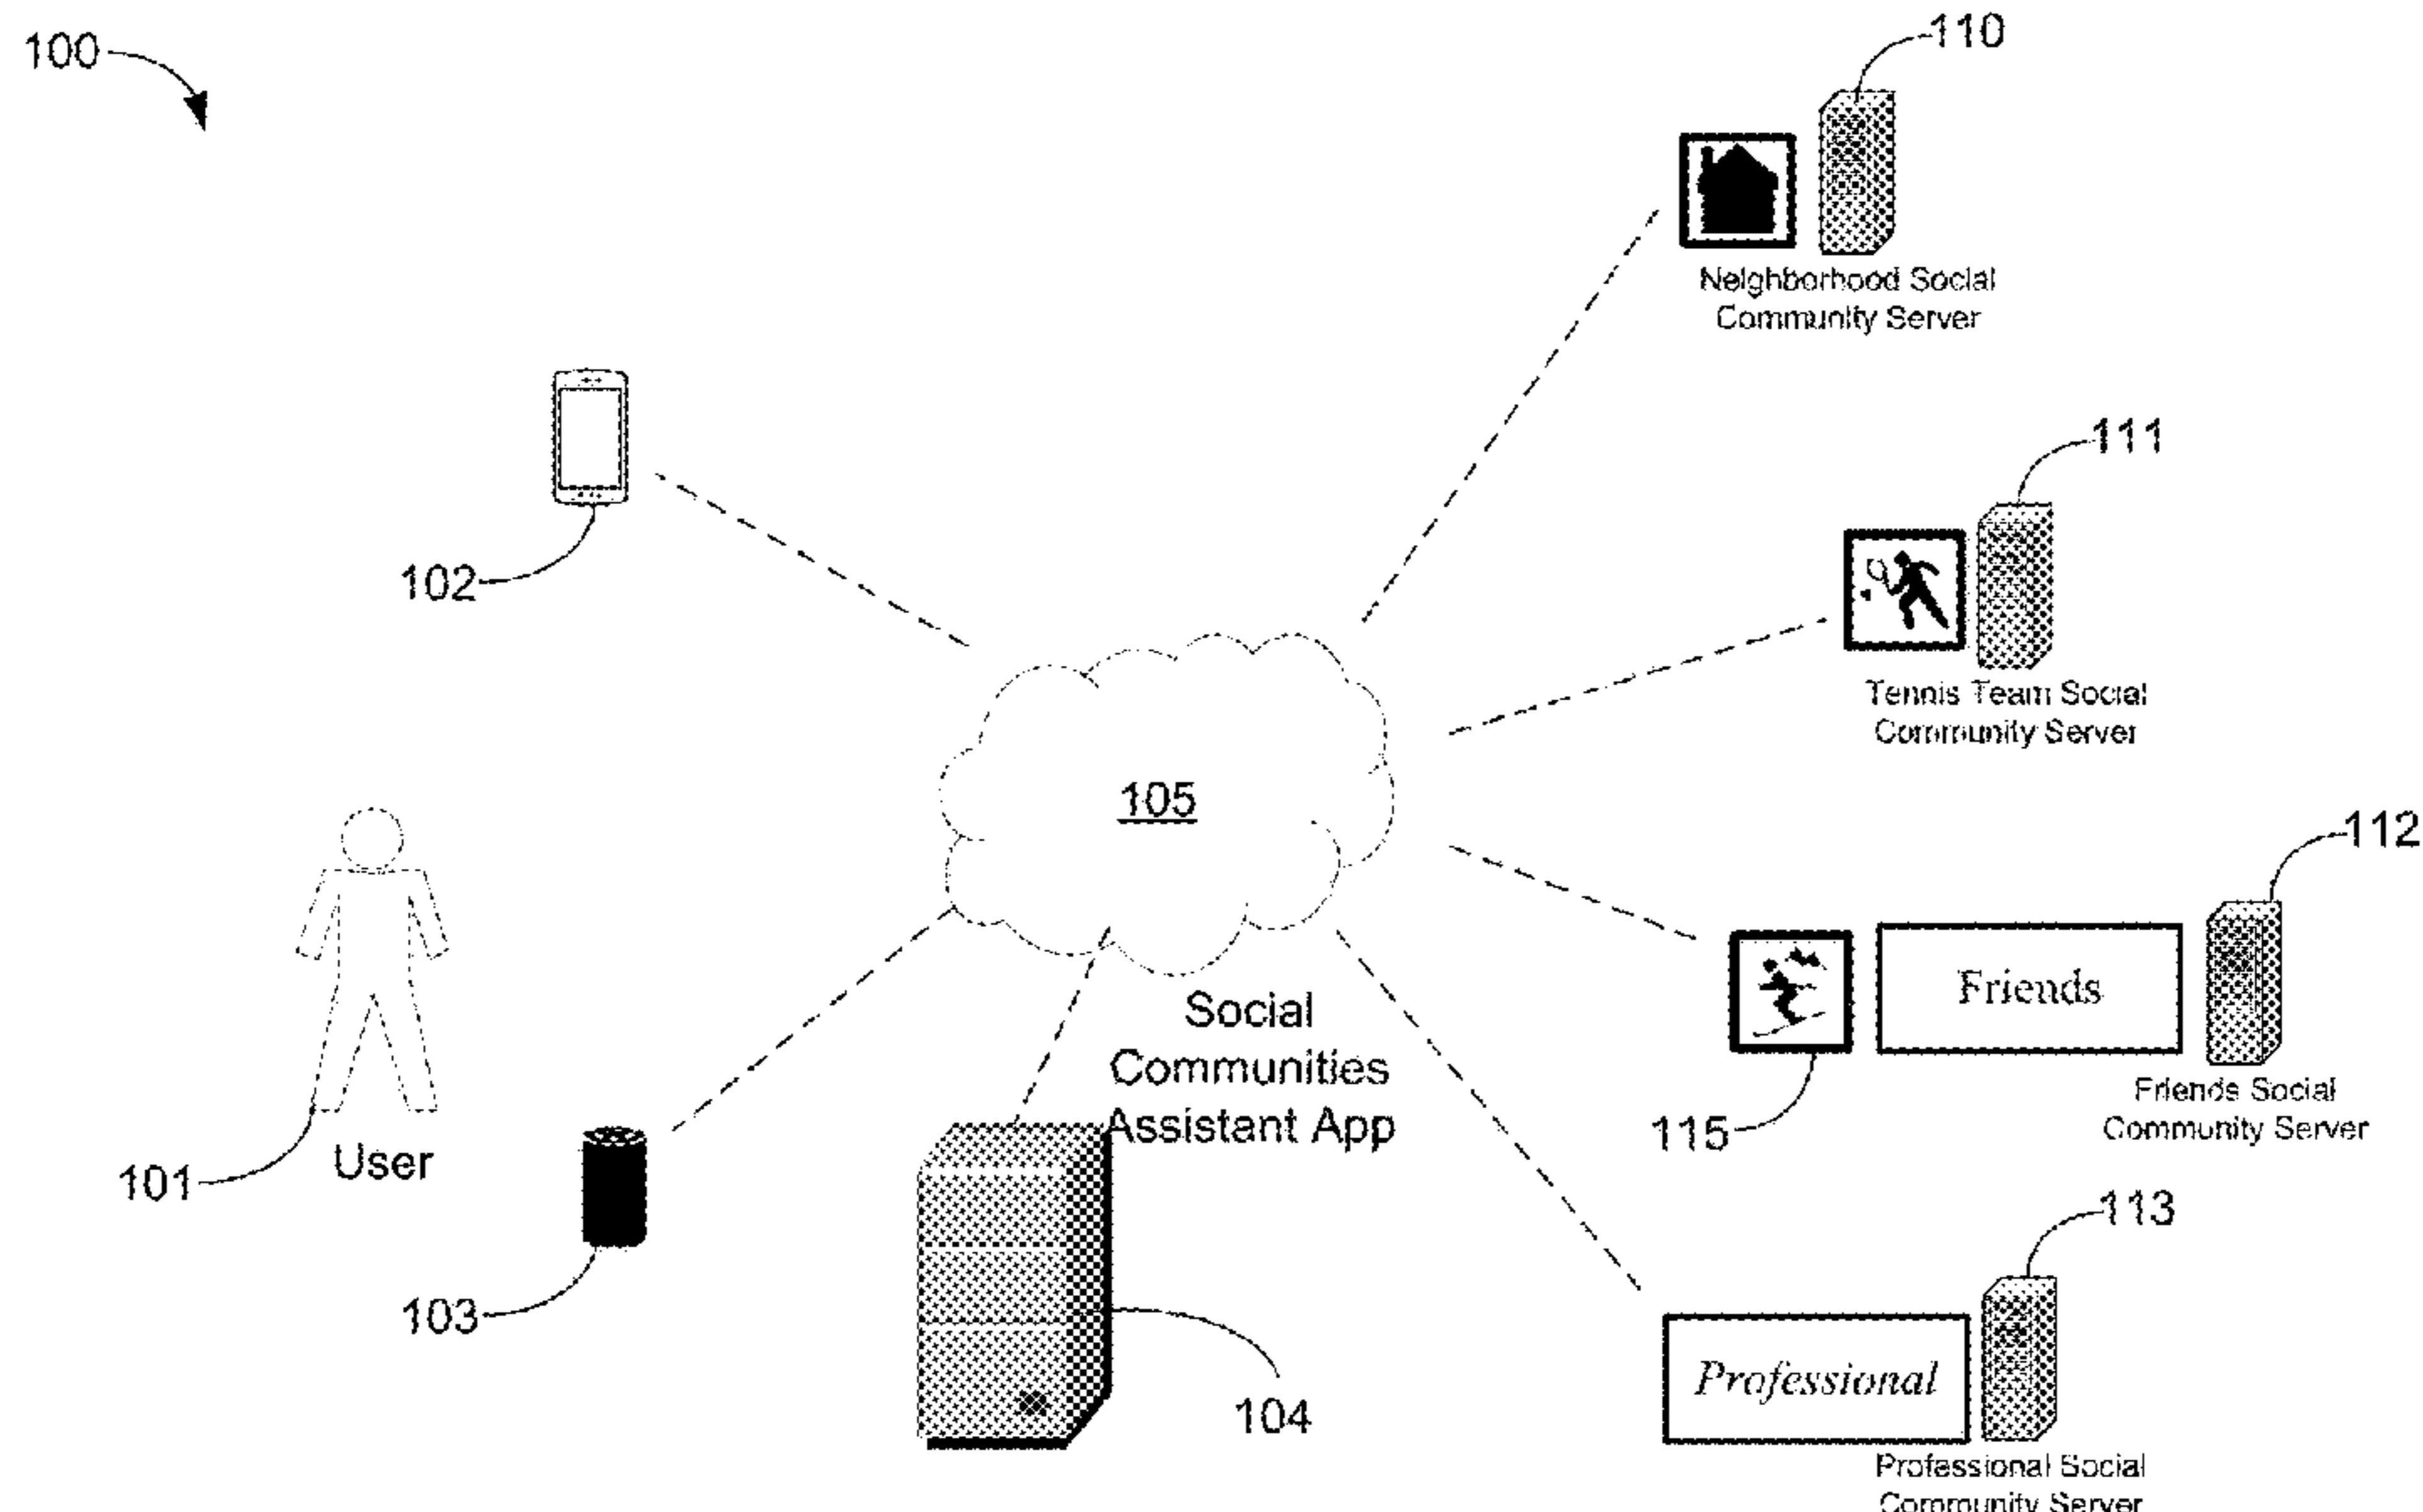 100
110
Neighborhood Social
Community Server
111
102
Tennis Team Social
Community Server
105
112
Friends
Social
Communities
Assistant App
Friends Social
Community Server
115
User
101
113
103
Professional
104
Professional Social
Community Server